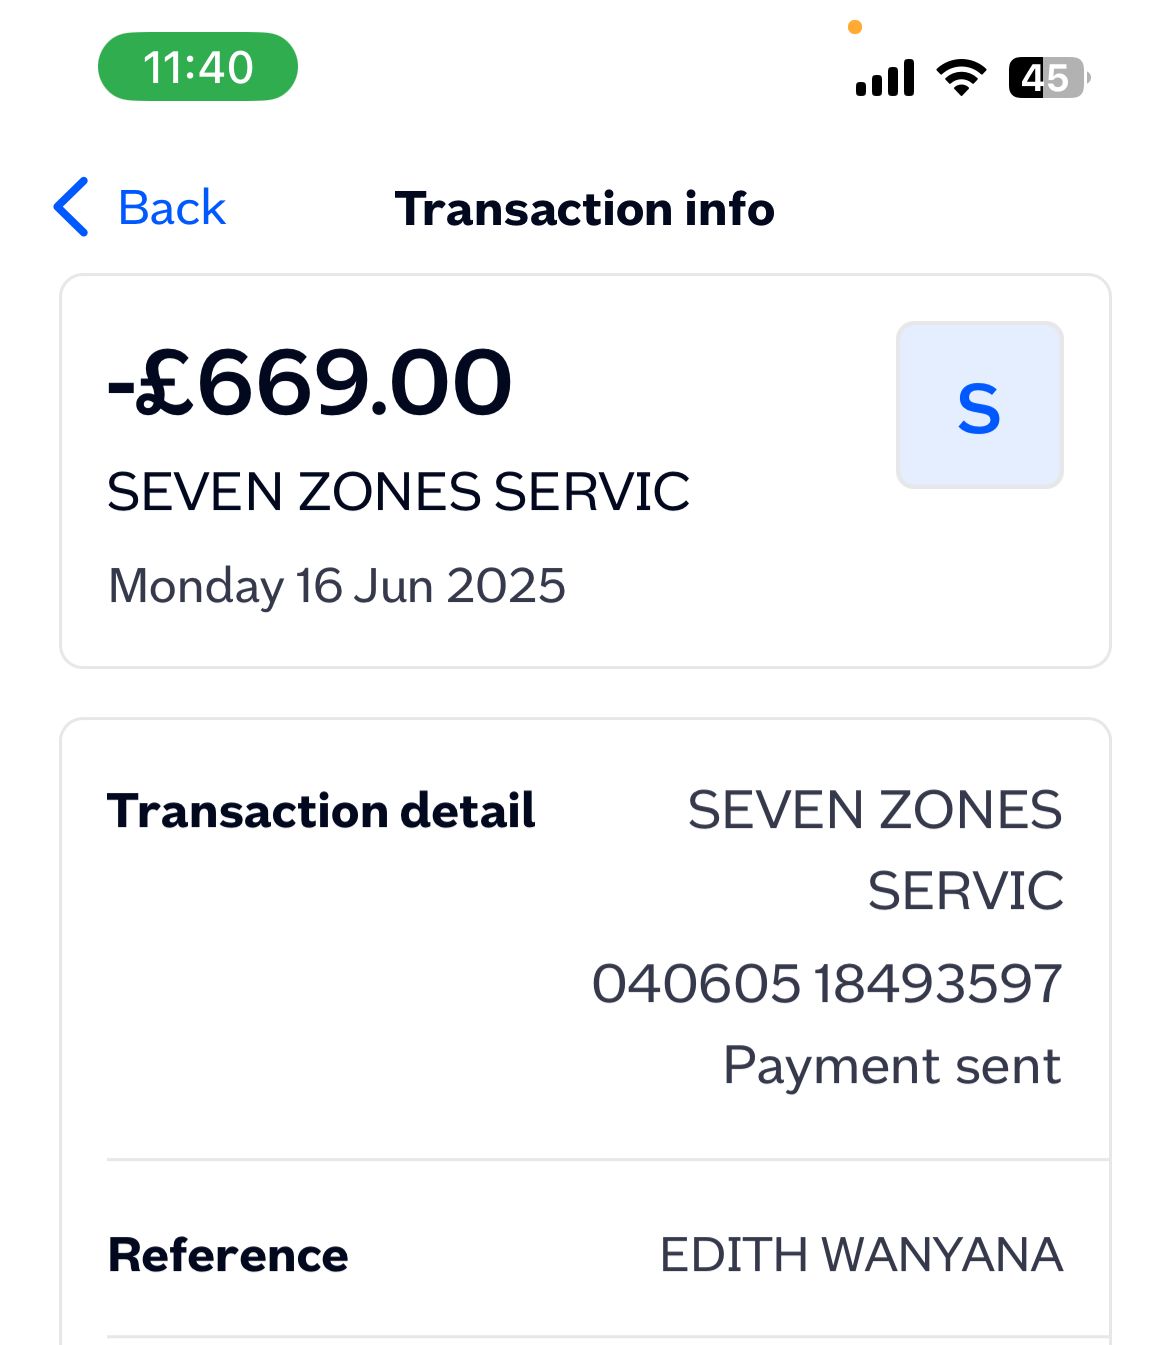 11:40
45
Back
Transaction info
-£669.00
S
SEVEN ZONES SERVIC
Monday 16 Jun 2025
Transaction detail
SEVEN ZONES
SERVIC
040605 18493597
Payment sent
Reference
EDITH WANYANA